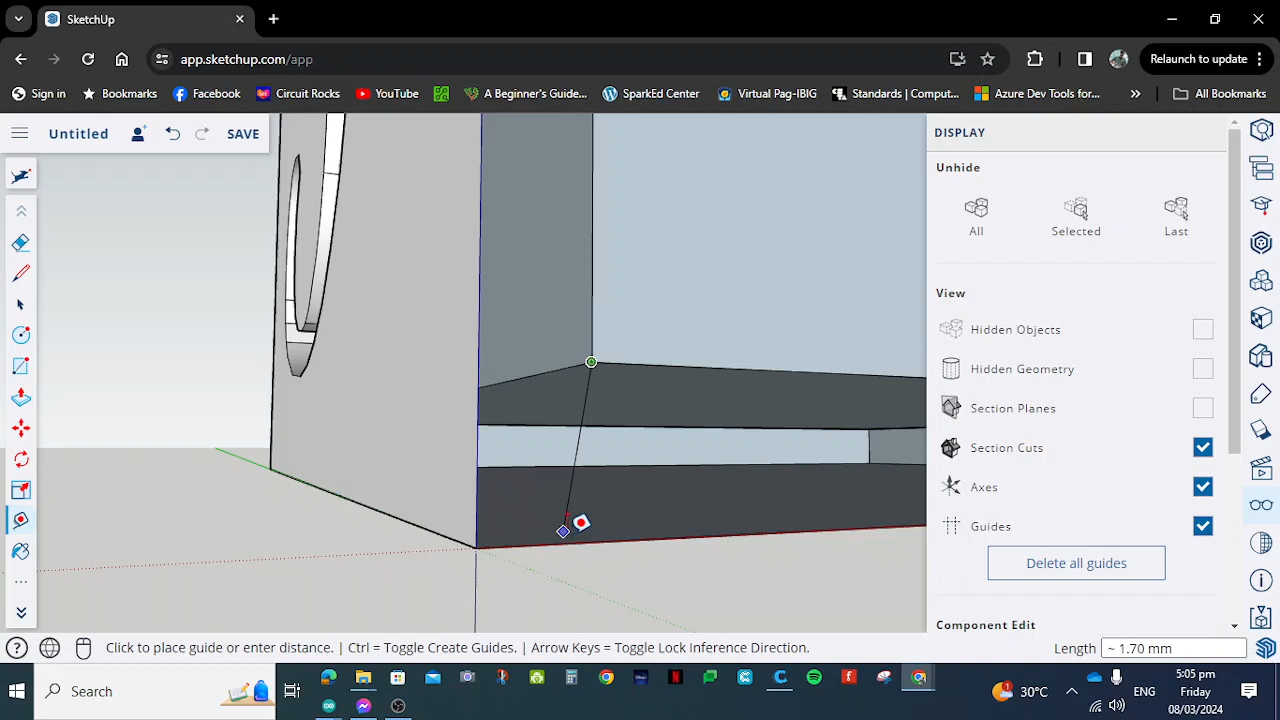 SketchUp
app.sketchup.com/app
Relaunch to update
Sign in
Bookmarks
Facebook
Circuit Rocks
YouTube
A Beginner's Guide...
SparkEd Center
Virtual Pag-IBIG
Standards | Comput...
Azure Dev Tools for...
All Bookmarks
Untitled
SAVE
DISPLAY
Unhide
All
Selected
Last
View
Hidden Objects
Hidden Geometry
Section Planes
Section Cuts
Axes
Guides
Delete all guides
Component Edit
Click to place guide or enter distance. | Ctrl = Toggle Create Guides. | Arrow Keys = Toggle Lock Inference Direction.
Length
~ 1.70 mm
Search
30°C
ENG
5:05 pm
Friday
08/03/2024